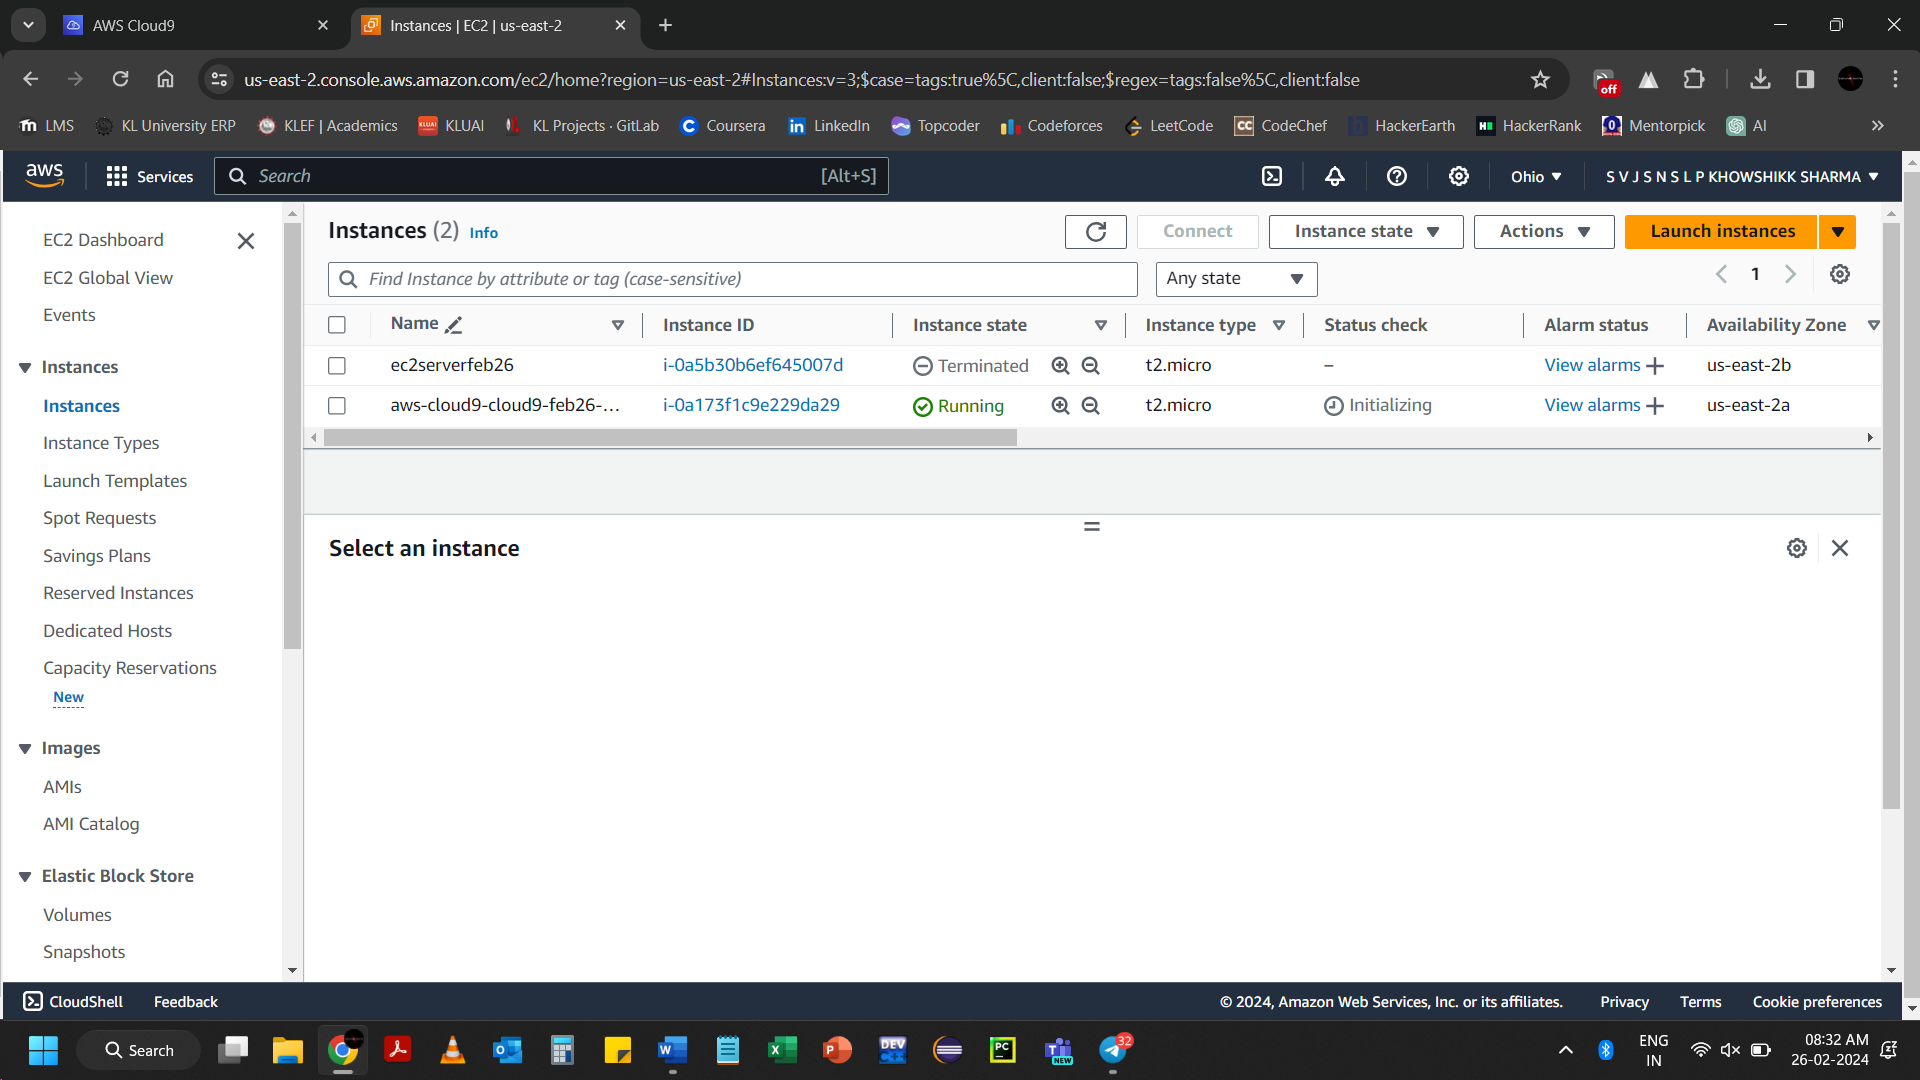 AWS Cloud9
Instances | EC2 | us-east-2
us-east-2.console.aws.amazon.com/ec2/home?region=us-east-2#Instances:v=3;$case=tags:true%5C,client:false;$regex=tags:false%5C,client:false
off
LMS
KL University ERP
KLEF | Academics
KLUAI
KLUAI
KL Projects · GitLab
Coursera
LinkedIn
Topcoder
Codeforces
LeetCode
CodeChef
HackerEarth
HackerRank
Mentorpick
AI
aws
Services
Search
[Alt+S]
Ohio
S V J S N S L P KHOWSHIKK SHARMA
EC2 Dashboard
EC2 Global View
Events
Instances
Instances
Instance Types
Launch Templates
Spot Requests
Savings Plans
Reserved Instances
Dedicated Hosts
Capacity Reservations
New
Images
AMIs
AMI Catalog
Elastic Block Store
Volumes
Snapshots
Instances (2) Info
Connect
Instance state
Actions
Launch instances
Find Instance by attribute or tag (case-sensitive)
Any state
1
Name
Instance ID
Instance state
Instance type
Status check
Alarm status
Availability Zone
ec2serverfeb26
i-0a5b30b6ef645007d
Terminated
t2.micro
–
View alarms
us-east-2b
aws-cloud9-cloud9-feb26-...
i-0a173f1c9e229da29
Running
t2.micro
Initializing
View alarms
us-east-2a
Select an instance
CloudShell
Feedback
© 2024, Amazon Web Services, Inc. or its affiliates.
Privacy
Terms
Cookie preferences
Search
DEV
PC
NEW
32
ENG
IN
08:32 AM
26-02-2024